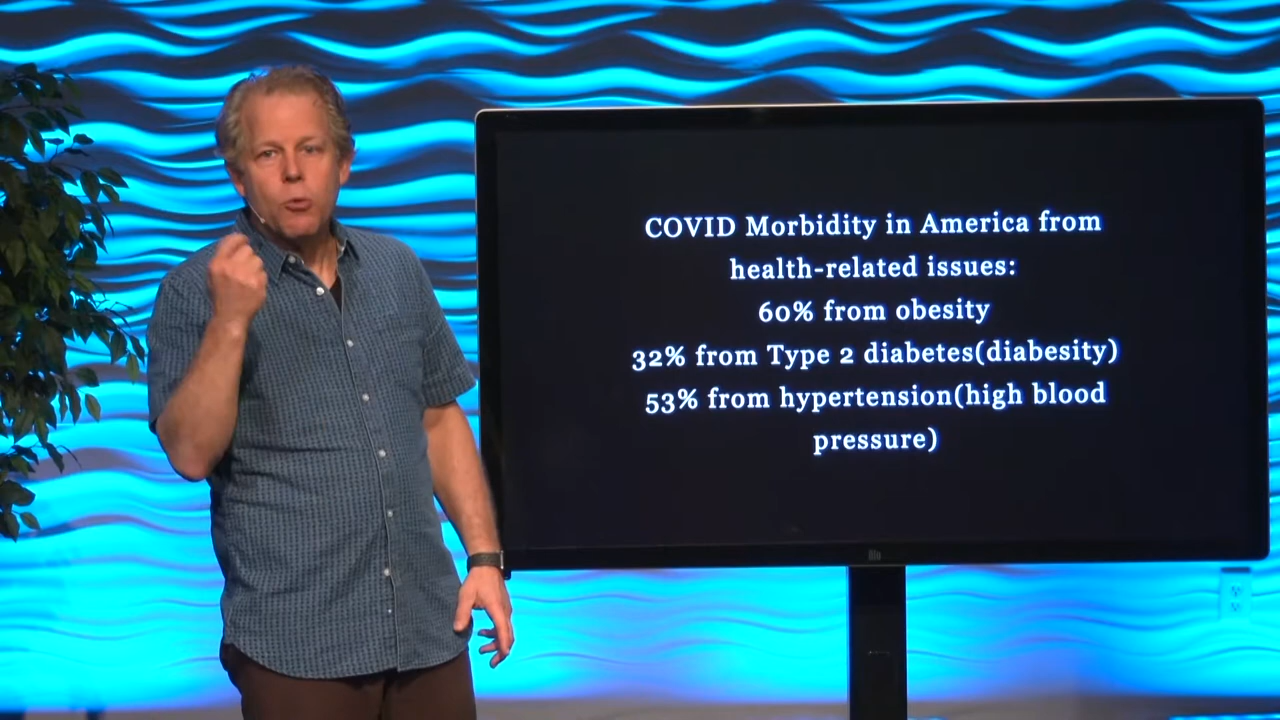 COVID Morbidity in America from
health-related issues:
60% from obesity
32% from Type 2 diabetes(diabesity)
53% from hypertension(high blood
pressure)